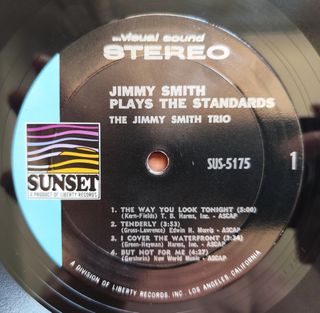 ...visual sound
STEREO
JIMMY SMITH
PLAYS THE STANDARDS
THE JIMMY SMITH TRIO
SUS-5175
1
SUNSET
A PRODUCT OF LIBERTY RECORDS
1. THE WAY YOU LOOK TONIGHT (5:00)
(Kern-Fields) T. B. Harms, Inc. - ASCAP
2. TENDERLY (3:53)
(Gross-Lawrence) Edwin H. Morris - ASCAP
3. I COVER THE WATERFRONT (3:34)
(Green-Heyman) Harms, Inc. - ASCAP
4. BUT NOT FOR ME (4:27)
(Gershwin) New World Music - ASCAP
A DIVISION OF LIBERTY RECORDS, INC. LOS ANGELES, CALIFORNIA